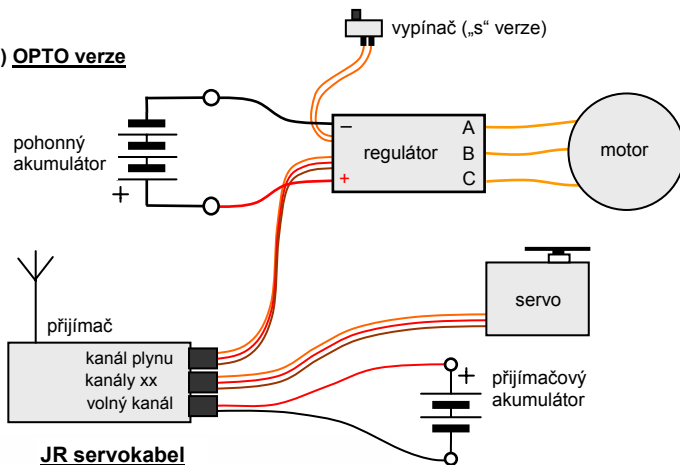 vypínač („s“ verze)
) OPTO verze
pohonný
akumulátor
+
−
+
regulátor
A
B
C
motor
servo
přijímač
kanál plynu
kanály xx
volný kanál
+
přijímačový
akumulátor
JR servokabel